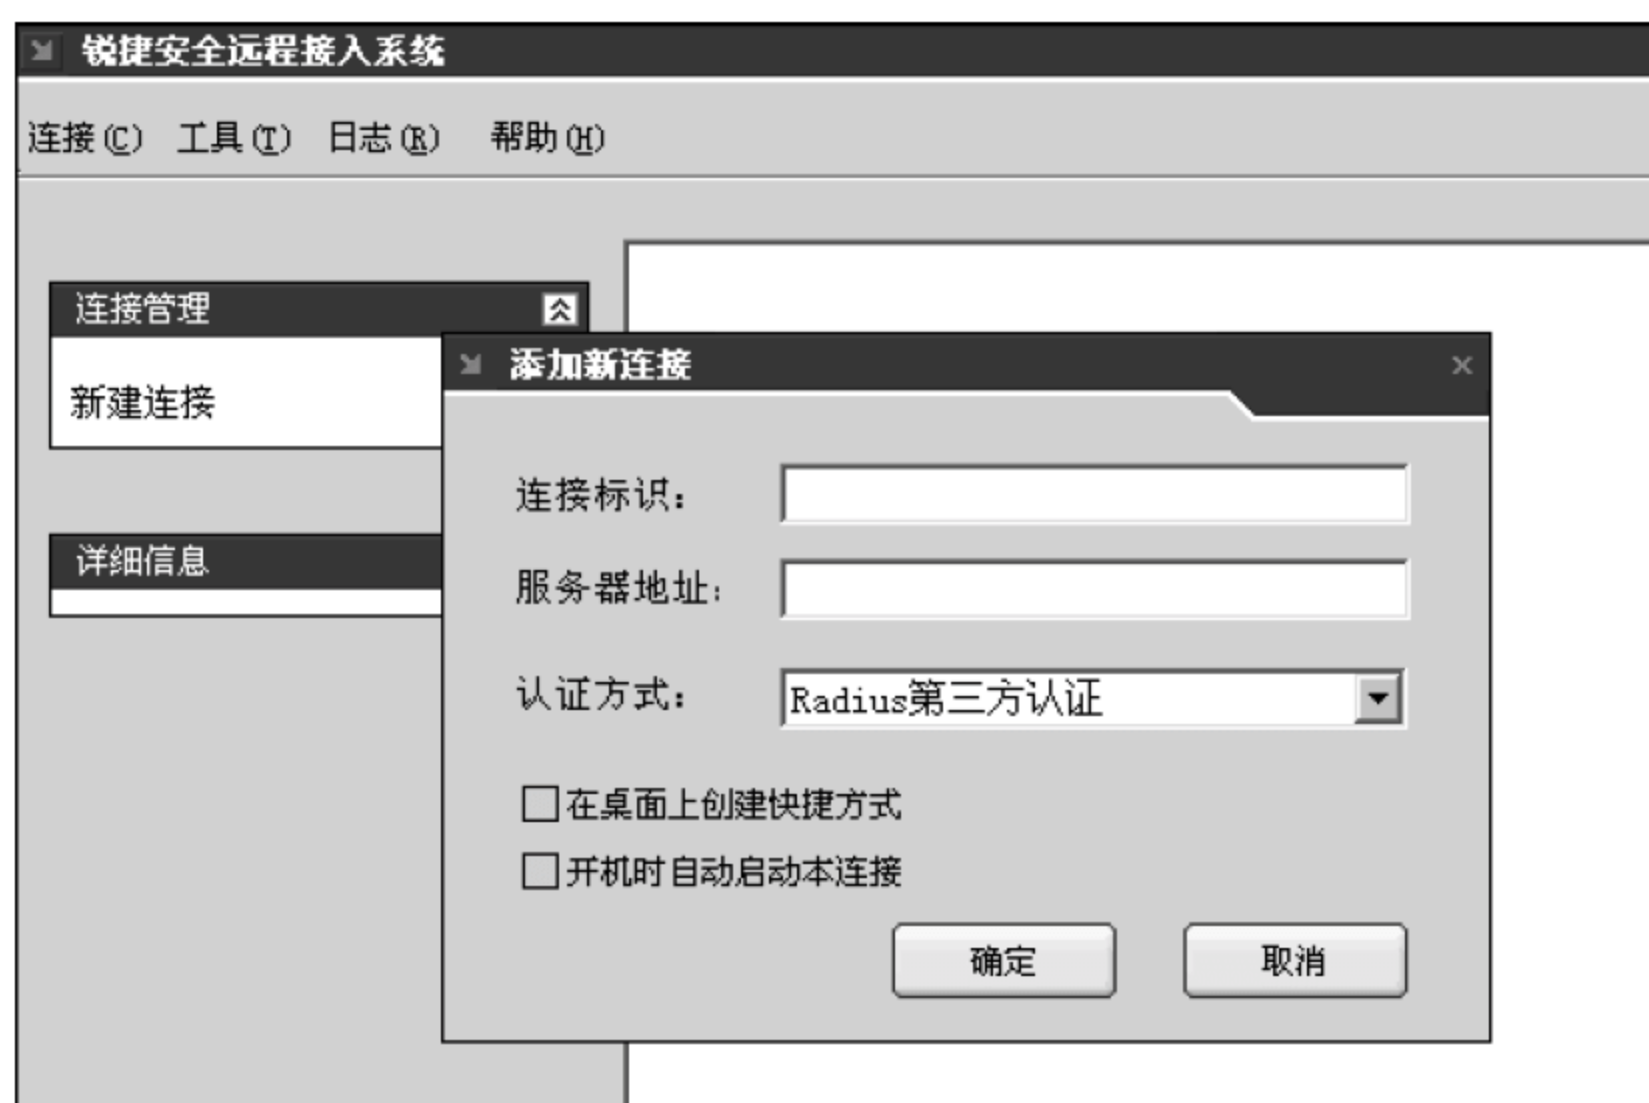 锐捷安全远程接入系统
连接(C) 工具(T) 日志(R) 帮助(H)
连接管理
新建连接
详细信息
添加新连接
连接标识：
服务器地址：
认证方式： Radius第三方认证
在桌面上创建快捷方式
开机时自动启动本连接
确定 取消